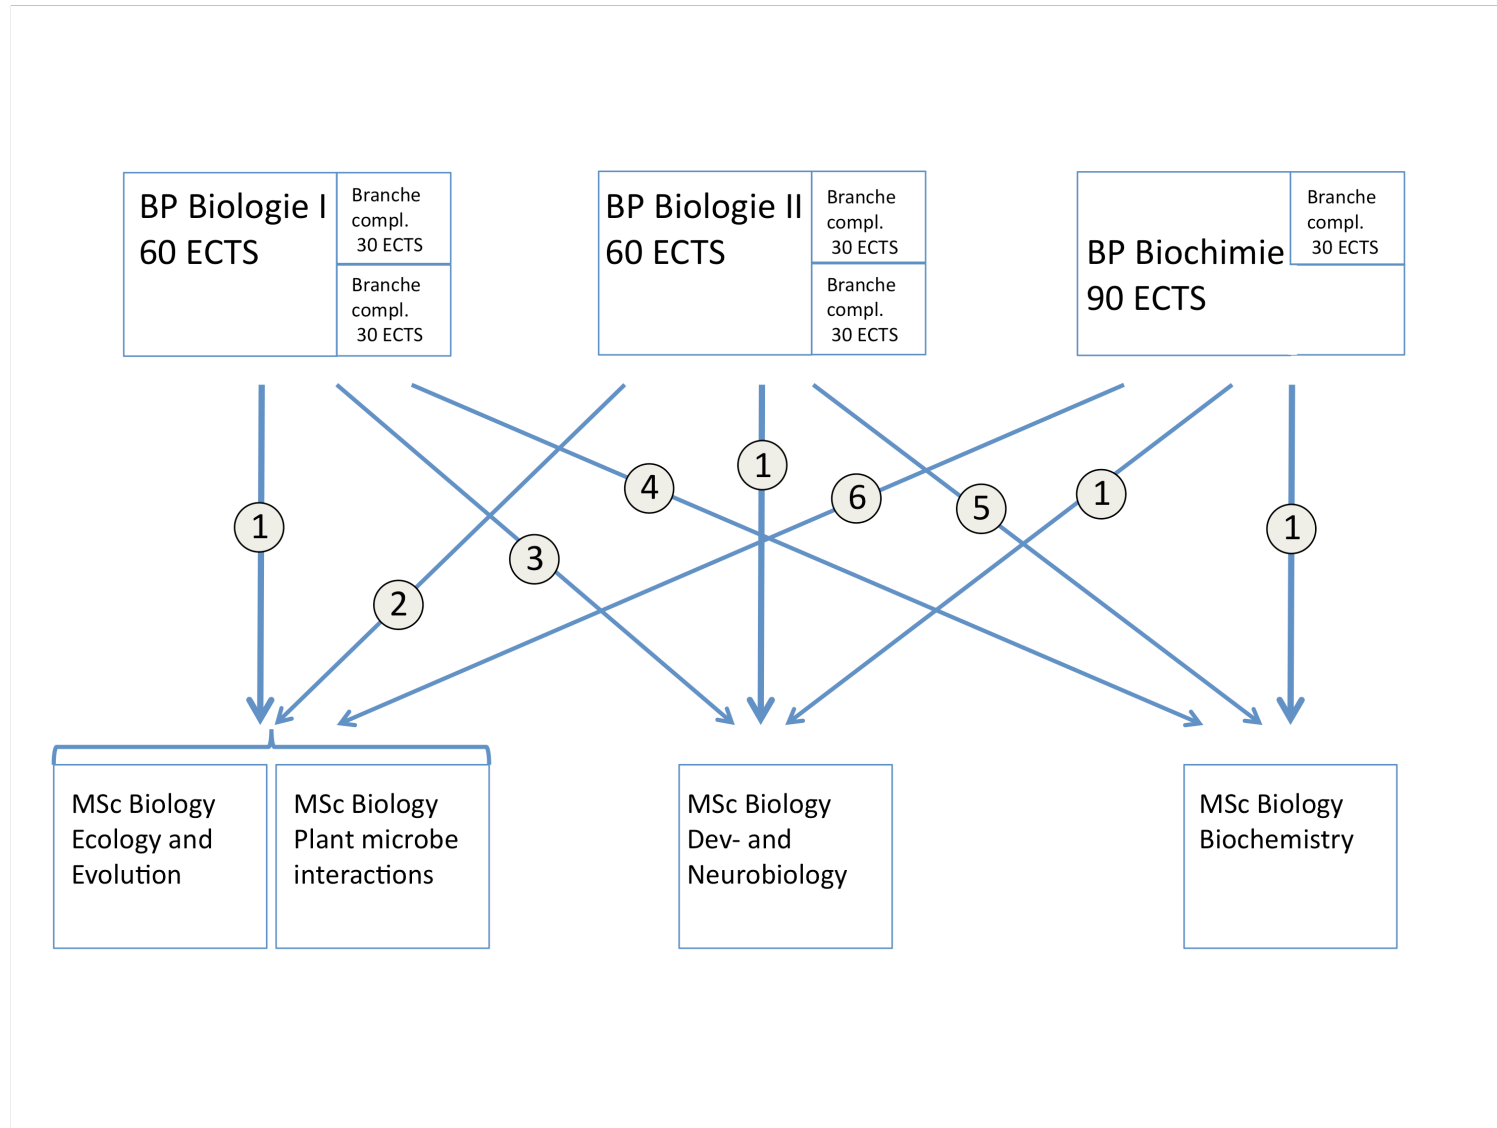 BP Biologie I
60 ECTS
Branche
compl.
30 ECTS
Branche
compl.
30 ECTS
BP Biologie II
60 ECTS
Branche
compl.
30 ECTS
Branche
compl.
30 ECTS
BP Biochimie
90 ECTS
Branche
compl.
30 ECTS
1
2
3
4
1
6
5
1
1
MSc Biology
Ecology and
Evolution
MSc Biology
Plant microbe
interactions
MSc Biology
Dev- and
Neurobiology
MSc Biology
Biochemistry